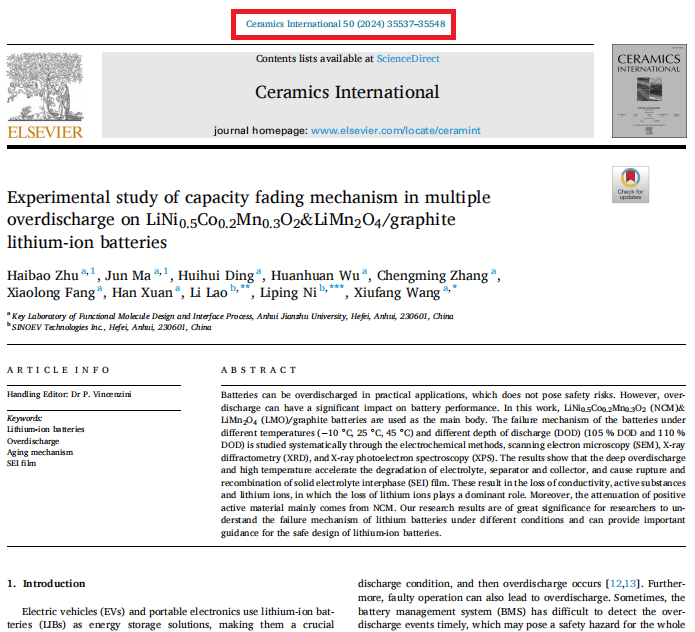 Ceramics International 50 (2024) 35537–35548
Contents lists available at ScienceDirect
Ceramics International
journal homepage: www.elsevier.com/locate/ceramint
ELSEVIER
CERAMICS
INTERNATIONAL
Check for
updates
Experimental study of capacity fading mechanism in multiple
overdischarge on LiNi0.5Co0.2Mn0.3O2&LiMn2O4/graphite
lithium-ion batteries
Haibao Zhu a,1, Jun Ma a,1, Huihui Ding a, Huanhuan Wu a, Chengming Zhang a,
Xiaolong Fang a, Han Xuan a, Li Lao b,**, Liping Ni b,***, Xiufang Wang a,*
a Key Laboratory of Functional Molecule Design and Interface Process, Anhui Jianzhu University, Hefei, Anhui, 230601, China
b SINOEV Technologies Inc., Hefei, Anhui, 230601, China
ARTICLE INFO
Handling Editor: Dr P. Vincenzini
Keywords:
Lithium-ion batteries
Overdischarge
Aging mechanism
SEI film
ABSTRACT
Batteries can be overdischarged in practical applications, which does not pose safety risks. However, over-
discharge can have a significant impact on battery performance. In this work, LiNi0.5Co0.2Mn0.3O2 (NCM)&
LiMn2O4 (LMO)/graphite batteries are used as the main body. The failure mechanism of the batteries under
different temperatures (−10 °C, 25 °C, 45 °C) and different depth of discharge (DOD) (105 % DOD and 110 %
DOD) is studied systematically through the electrochemical methods, scanning electron microscopy (SEM), X-ray
diffractometry (XRD), and X-ray photoelectron spectroscopy (XPS). The results show that the deep overdischarge
and high temperature accelerate the degradation of electrolyte, separator and collector, and cause rupture and
recombination of solid electrolyte interphase (SEI) film. These result in the loss of conductivity, active substances
and lithium ions, in which the loss of lithium ions plays a dominant role. Moreover, the attenuation of positive
active material mainly comes from NCM. Our research results are of great significance for researchers to un-
derstand the failure mechanism of lithium batteries under different conditions and can provide important
guidance for the safe design of lithium-ion batteries.
1. Introduction
Electric vehicles (EVs) and portable electronics use lithium-ion bat-
teries (LIBs) as energy storage solutions, making them a crucial
discharge condition, and then overdischarge occurs [12,13]. Further-
more, faulty operation can also lead to overdischarge. Sometimes, the
battery management system (BMS) has difficult to detect the over-
discharge events timely, which may pose a safety hazard for the whole